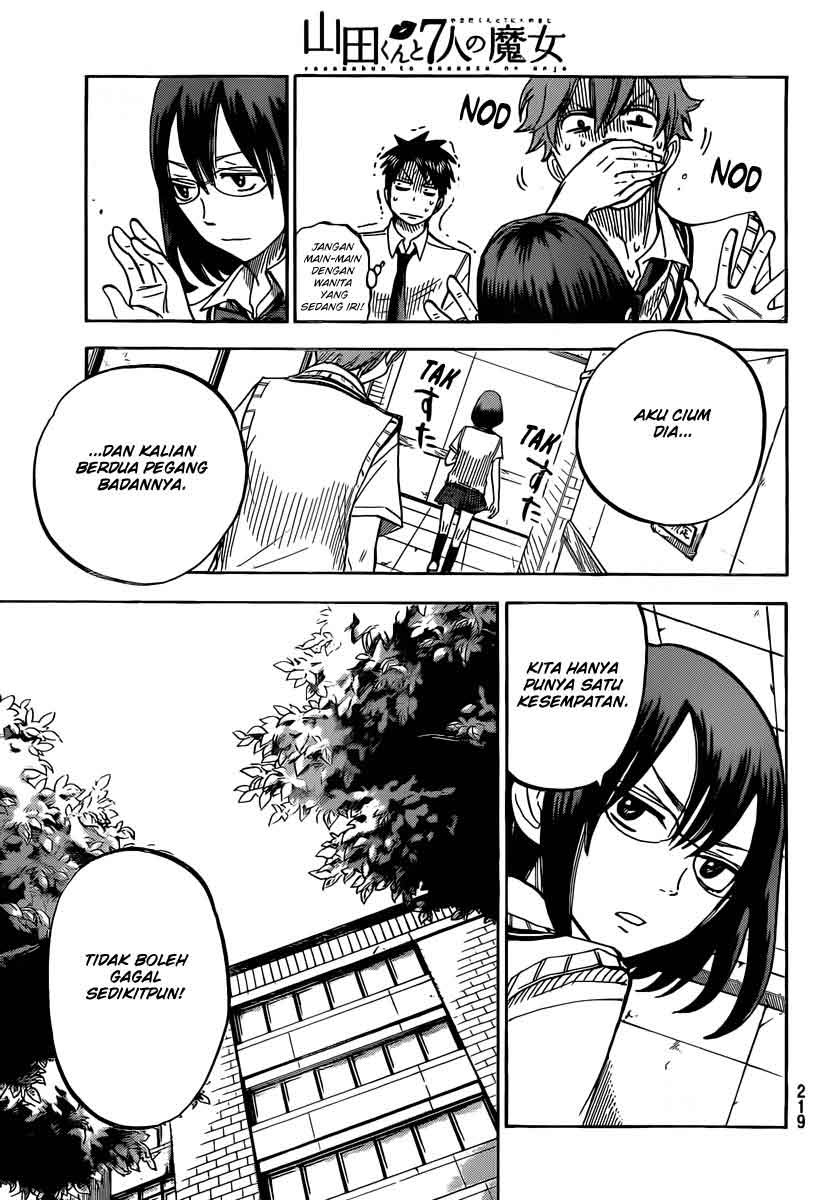 山田くんと7人の魔女
NOD
NOD
JANGAN
MAIN-MAIN
DENGAN
WANITA
YANG
SEDANG IRI!
AKU CIUM
DIA...
TAK
すた
TAK
すた
...DAN KALIAN
BERDUA PEGANG
BADANNYA.
KITA HANYA
PUNYA SATU
KESEMPATAN.
TIDAK BOLEH
GAGAL
SEDIKITPUN!
219